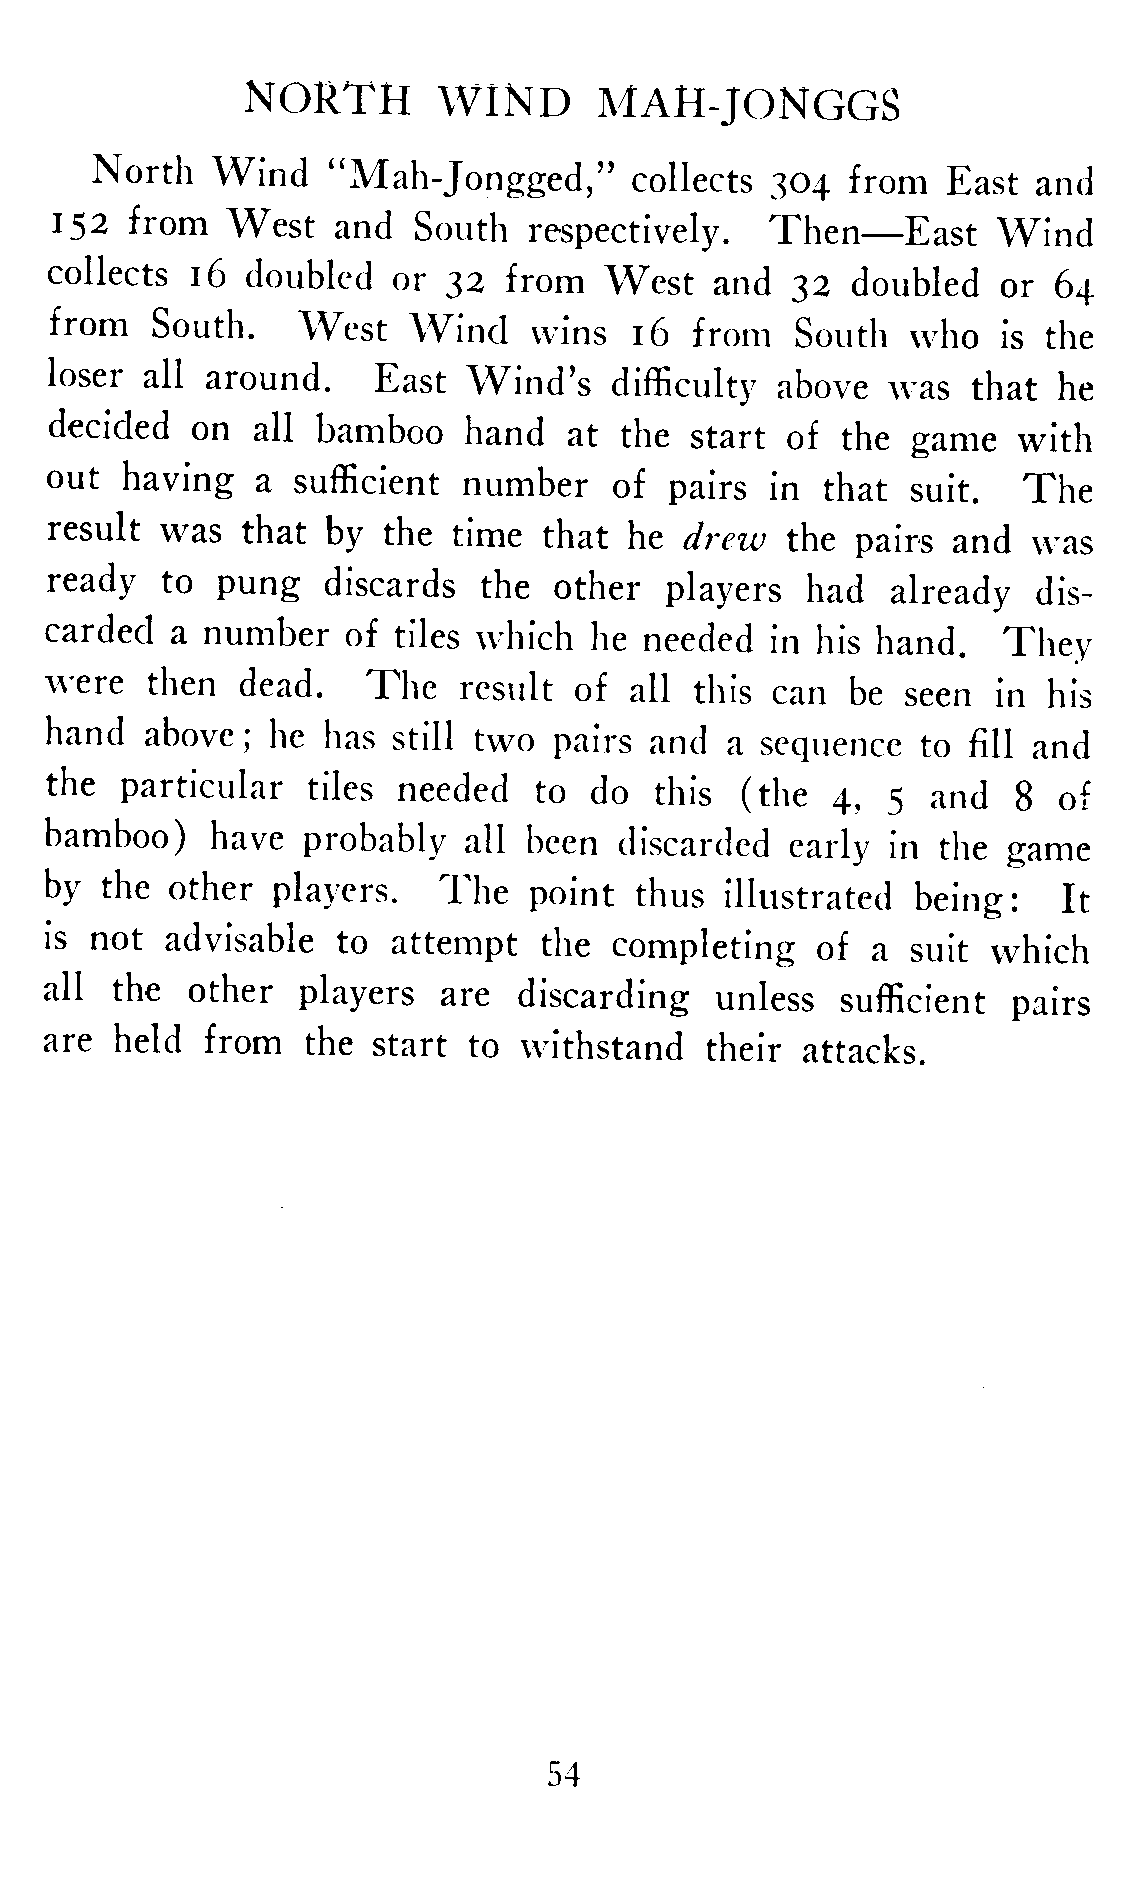 NORTH WIND MAH-JONGGS
North Wind "Mah-Jongged," collects 304 from East and
152 from West and South respectively. Then—East Wind
collects 16 doubled or 32 from West and 32 doubled or 64
from South. West Wind wins 16 from South who is the
loser all around. East Wind's difficulty above was that he
decided on all bamboo hand at the start of the game with
out having a sufficient number of pairs in that suit. The
result was that by the time that he drew the pairs and was
ready to pung discards the other players had already dis-
carded a number of tiles which he needed in his hand. They
were then dead. The result of all this can be seen in his
hand above; he has still two pairs and a sequence to fill and
the particular tiles needed to do this (the 4, 5 and 8 of
bamboo) have probably all been discarded early in the game
by the other players. The point thus illustrated being: It
is not advisable to attempt the completing of a suit which
all the other players are discarding unless sufficient pairs
are held from the start to withstand their attacks.
54